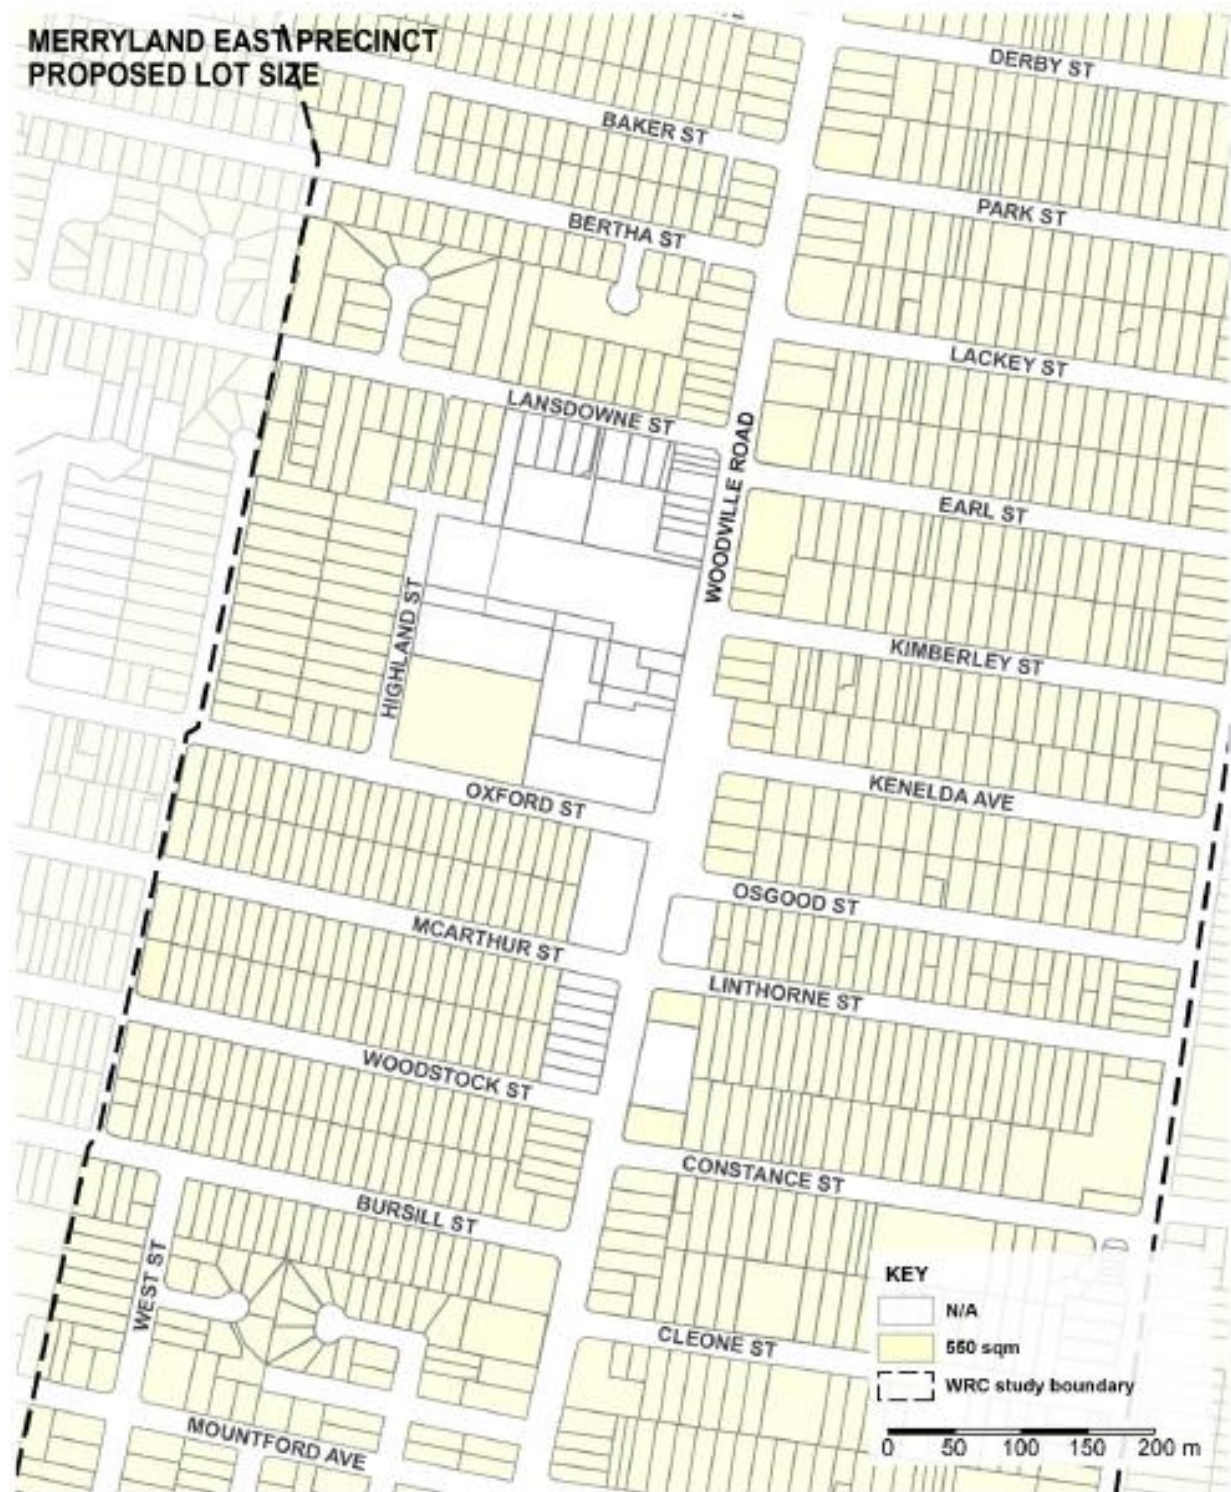 MERRYLAND EAST PRECINCT
PROPOSED LOT SIZE
DERBY ST
BAKER ST
PARK ST
BERTHA ST
LACKEY ST
LANSDOWNE ST
WOODVILLE ROAD
EARL ST
HIGHLAND ST
KIMBERLEY ST
OXFORD ST
KENELDA AVE
OSGOOD ST
MCARTHUR ST
LINTHORNE ST
WOODSTOCK ST
CONSTANCE ST
BURSILL ST
WEST ST
CLEONE ST
MOUNTFORD AVE
KEY
N/A
550 sqm
WRC study boundary
0 50 100 150 200 m